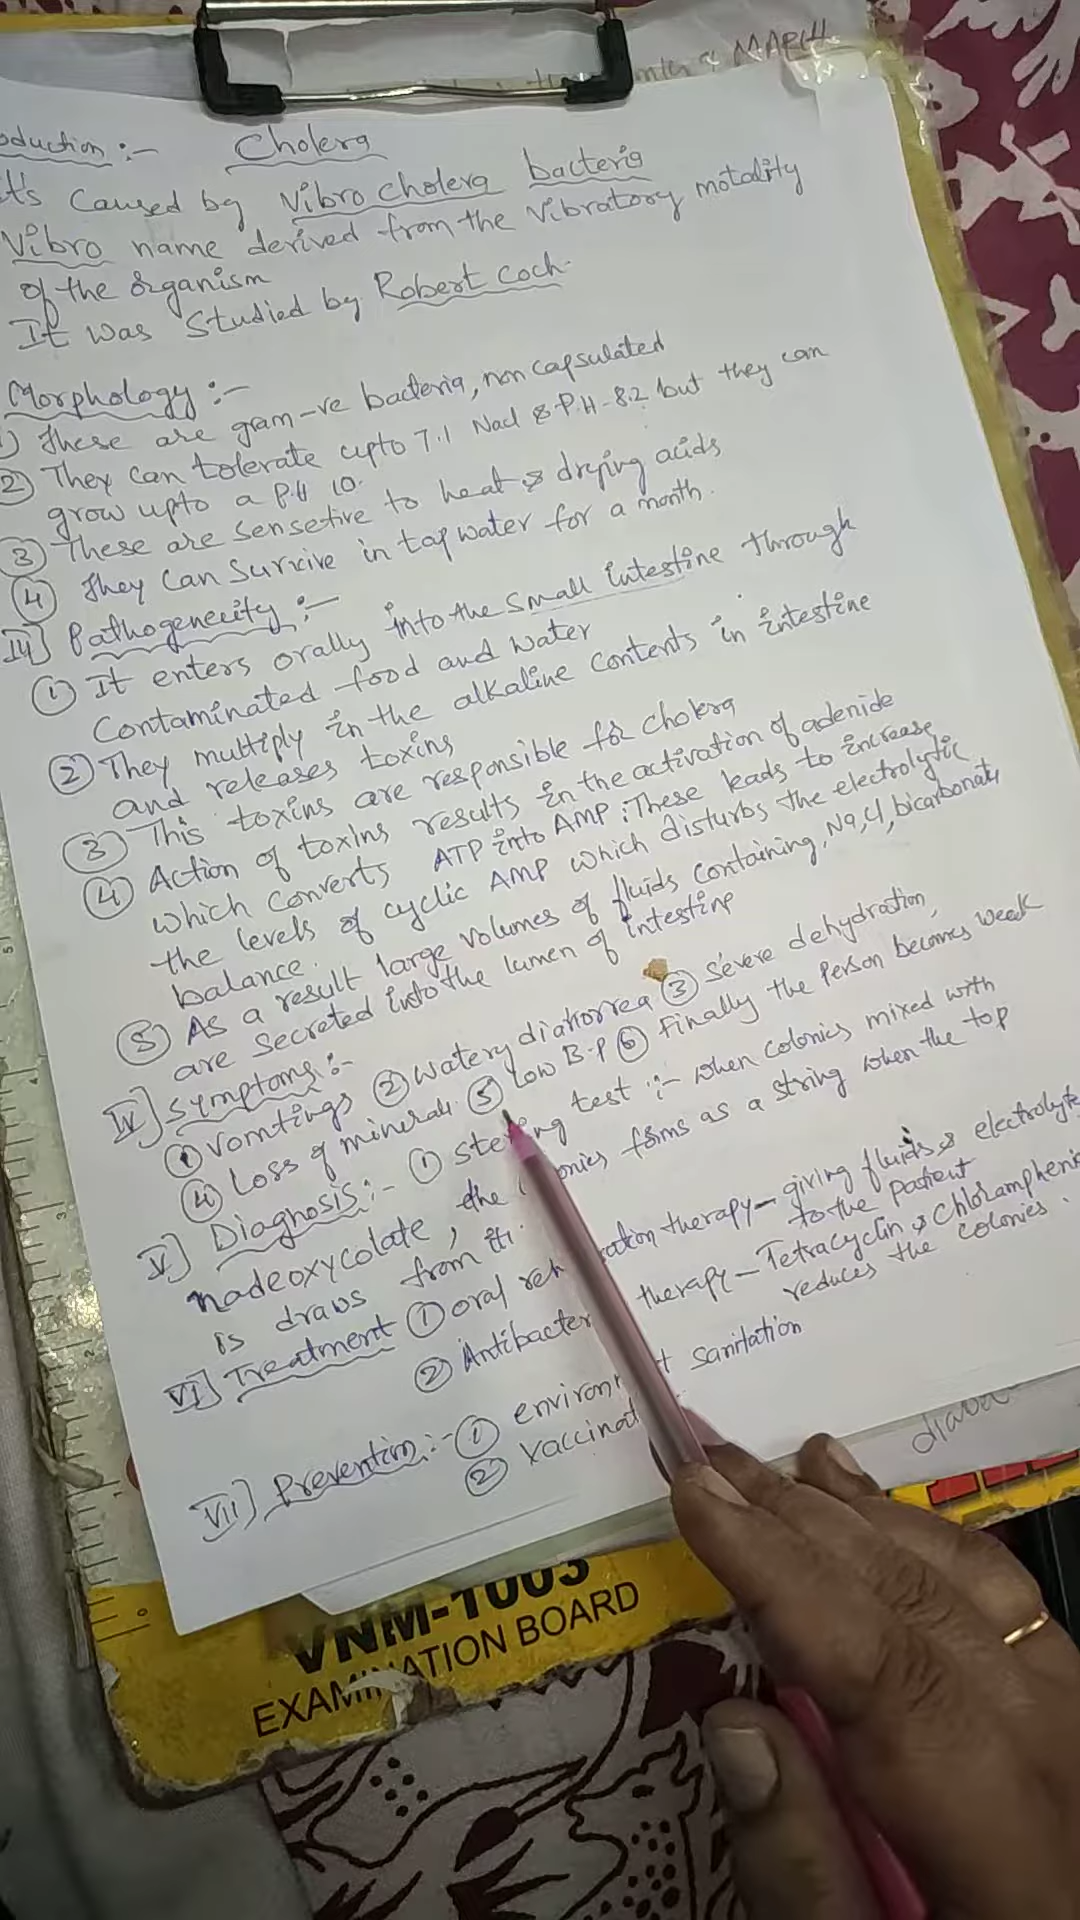 oduction :- Cholera
it's caused by Vibro cholera bacteria
Vibro name derived from the vibratory motality
of the organism
It was studied by Robert Coch.
Morphology :-
1) These are gram -ve bacteria, non capsulated
② They can tolerate upto 7.1 Nacl & P.H-8.2 but they can
grow upto a P.H 10.
③ These are sensetive to heat & drying acids
④ They can survive in tap water for a month.
III] Pathogenecity :-
① It enters orally into the small intestine through
Contaminated food and water
② They multiply in the alkaline contents in intestine
and releases toxins
③ This toxins are responsible for cholera
④ Action of toxins results in the activation of adenide
which converts ATP into AMP; These leads to increase
the levels of cyclic AMP which disturbs the electrolytic
balance.
⑤ As a result large volumes of fluids containing, Na, Cl, bicarbonate
are secreted into the lumen of intestine
IV] Symptoms :-
① Vomtings ② Watery diahorrea ③ Severe dehydration,
④ Loss of minerals ⑤ Low B.P ⑥ Finally the person becomes weak
V] Diagnosis :- ① test :- when colonies mixed with
nadeoxycolate, the onies forms as a string when the top
is draws from
VI] Treatment ① Oral reh ation therapy - giving fluids & electrolyte
to the patient
② Antibacter therapy - Tetracyclin & Chloramphenic
reduces the colonies.
VII] Prevention :- ① environ t sanitation
② Vaccinat
VNM-1003
EXAMINATION BOARD